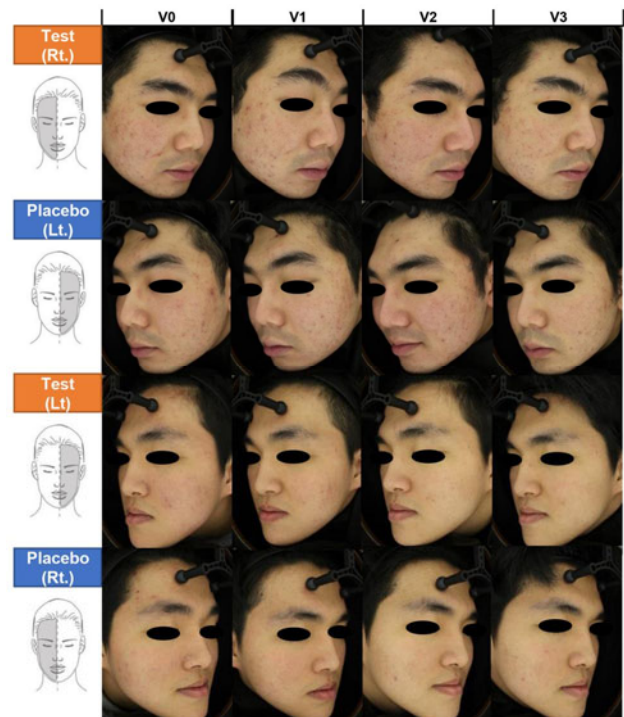 V0 V1 V2 V3
Test
(Rt.)
Placebo
(Lt.)
Test
(Lt)
Placebo
(Rt.)